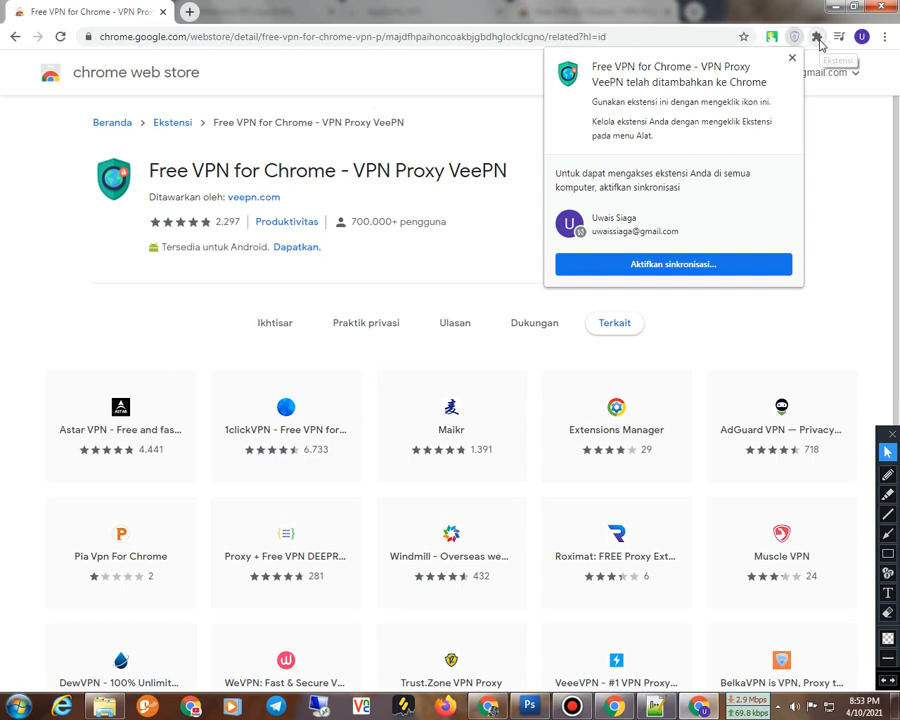 Free VPN for Chrome - VPN Prox
chrome.google.com/webstore/detail/free-vpn-for-chrome-vpn-p/majdfhpaihoncoakbjgbdhglocklcgno/related?hl=id
U
Ekstensi
chrome web store
gmail.com
Free VPN for Chrome - VPN Proxy
VeePN telah ditambahkan ke Chrome
Gunakan ekstensi ini dengan mengeklik ikon ini.
Kelola ekstensi Anda dengan mengeklik Ekstensi
pada menu Alat.
Untuk dapat mengakses ekstensi Anda di semua
komputer, aktifkan sinkronisasi
U
Uwais Siaga
uwaissiaga@gmail.com
Aktifkan sinkronisasi...
Beranda
Ekstensi
Free VPN for Chrome - VPN Proxy VeePN
Free VPN for Chrome - VPN Proxy VeePN
Ditawarkan oleh: veepn.com
2.297
Produktivitas
700.000+ pengguna
Tersedia untuk Android. Dapatkan.
Ikhtisar
Praktik privasi
Ulasan
Dukungan
Terkait
ASTAR
麦
Astar VPN - Free and fas...
1clickVPN - Free VPN for...
Maikr
Extensions Manager
AdGuard VPN — Privacy...
4.441
6.733
1.391
29
718
Pia Vpn For Chrome
Proxy + Free VPN DEEPR...
Windmill - Overseas we...
Roximat: FREE Proxy Ext...
Muscle VPN
2
281
432
6
24
DewVPN - 100% Unlimit...
WeVPN: Fast & Secure V...
Trust.Zone VPN Proxy
VeeeVPN - #1 VPN Proxy...
BelkaVPN is VPN, Proxy t...
T
Ps
2.9 Mbps
69.8 kbps
8:53 PM
4/10/2021